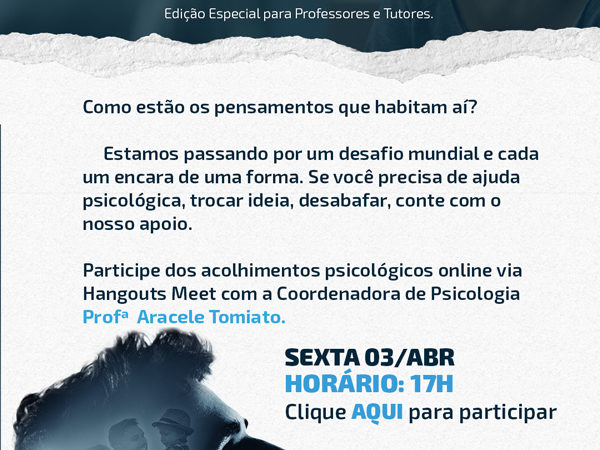 Edição Especial para Professores e Tutores.
Como estão os pensamentos que habitam aí?
Estamos passando por um desafio mundial e cada
um encara de uma forma. Se você precisa de ajuda
psicológica, trocar ideia, desabafar, conte com o
nosso apoio.
Participe dos acolhimentos psicológicos online via
Hangouts Meet com a Coordenadora de Psicologia
Profª Aracele Tomiato.
SEXTA 03/ABR
HORÁRIO: 17H
Clique AQUI para participar